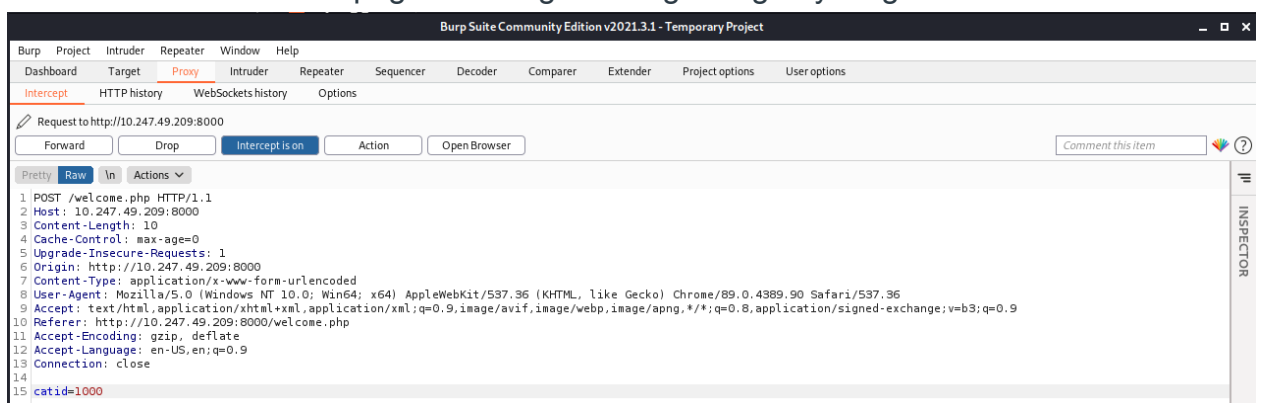 Burp Suite Community Edition v2021.3.1 - Temporary Project
Burp Project Intruder Repeater Window Help
Dashboard Target Proxy Intruder Repeater Sequencer Decoder Comparer Extender Project options User options
Intercept HTTP history WebSockets history Options
Request to http://10.247.49.209:8000
Forward Drop Intercept is on Action Open Browser Comment this item ?
Pretty Raw \n Actions
1 POST /welcome.php HTTP/1.1
2 Host: 10.247.49.209:8000
3 Content-Length: 10
4 Cache-Control: max-age=0
5 Upgrade-Insecure-Requests: 1
6 Origin: http://10.247.49.209:8000
7 Content-Type: application/x-www-form-urlencoded
8 User-Agent: Mozilla/5.0 (Windows NT 10.0; Win64; x64) AppleWebKit/537.36 (KHTML, like Gecko) Chrome/89.0.4389.90 Safari/537.36
9 Accept: text/html,application/xhtml+xml,application/xml;q=0.9,image/avif,image/webp,image/apng,*/*;q=0.8,application/signed-exchange;v=b3;q=0.9
10 Referer: http://10.247.49.209:8000/welcome.php
11 Accept-Encoding: gzip, deflate
12 Accept-Language: en-US,en;q=0.9
13 Connection: close
14
15 catid=1000
INSPECTOR